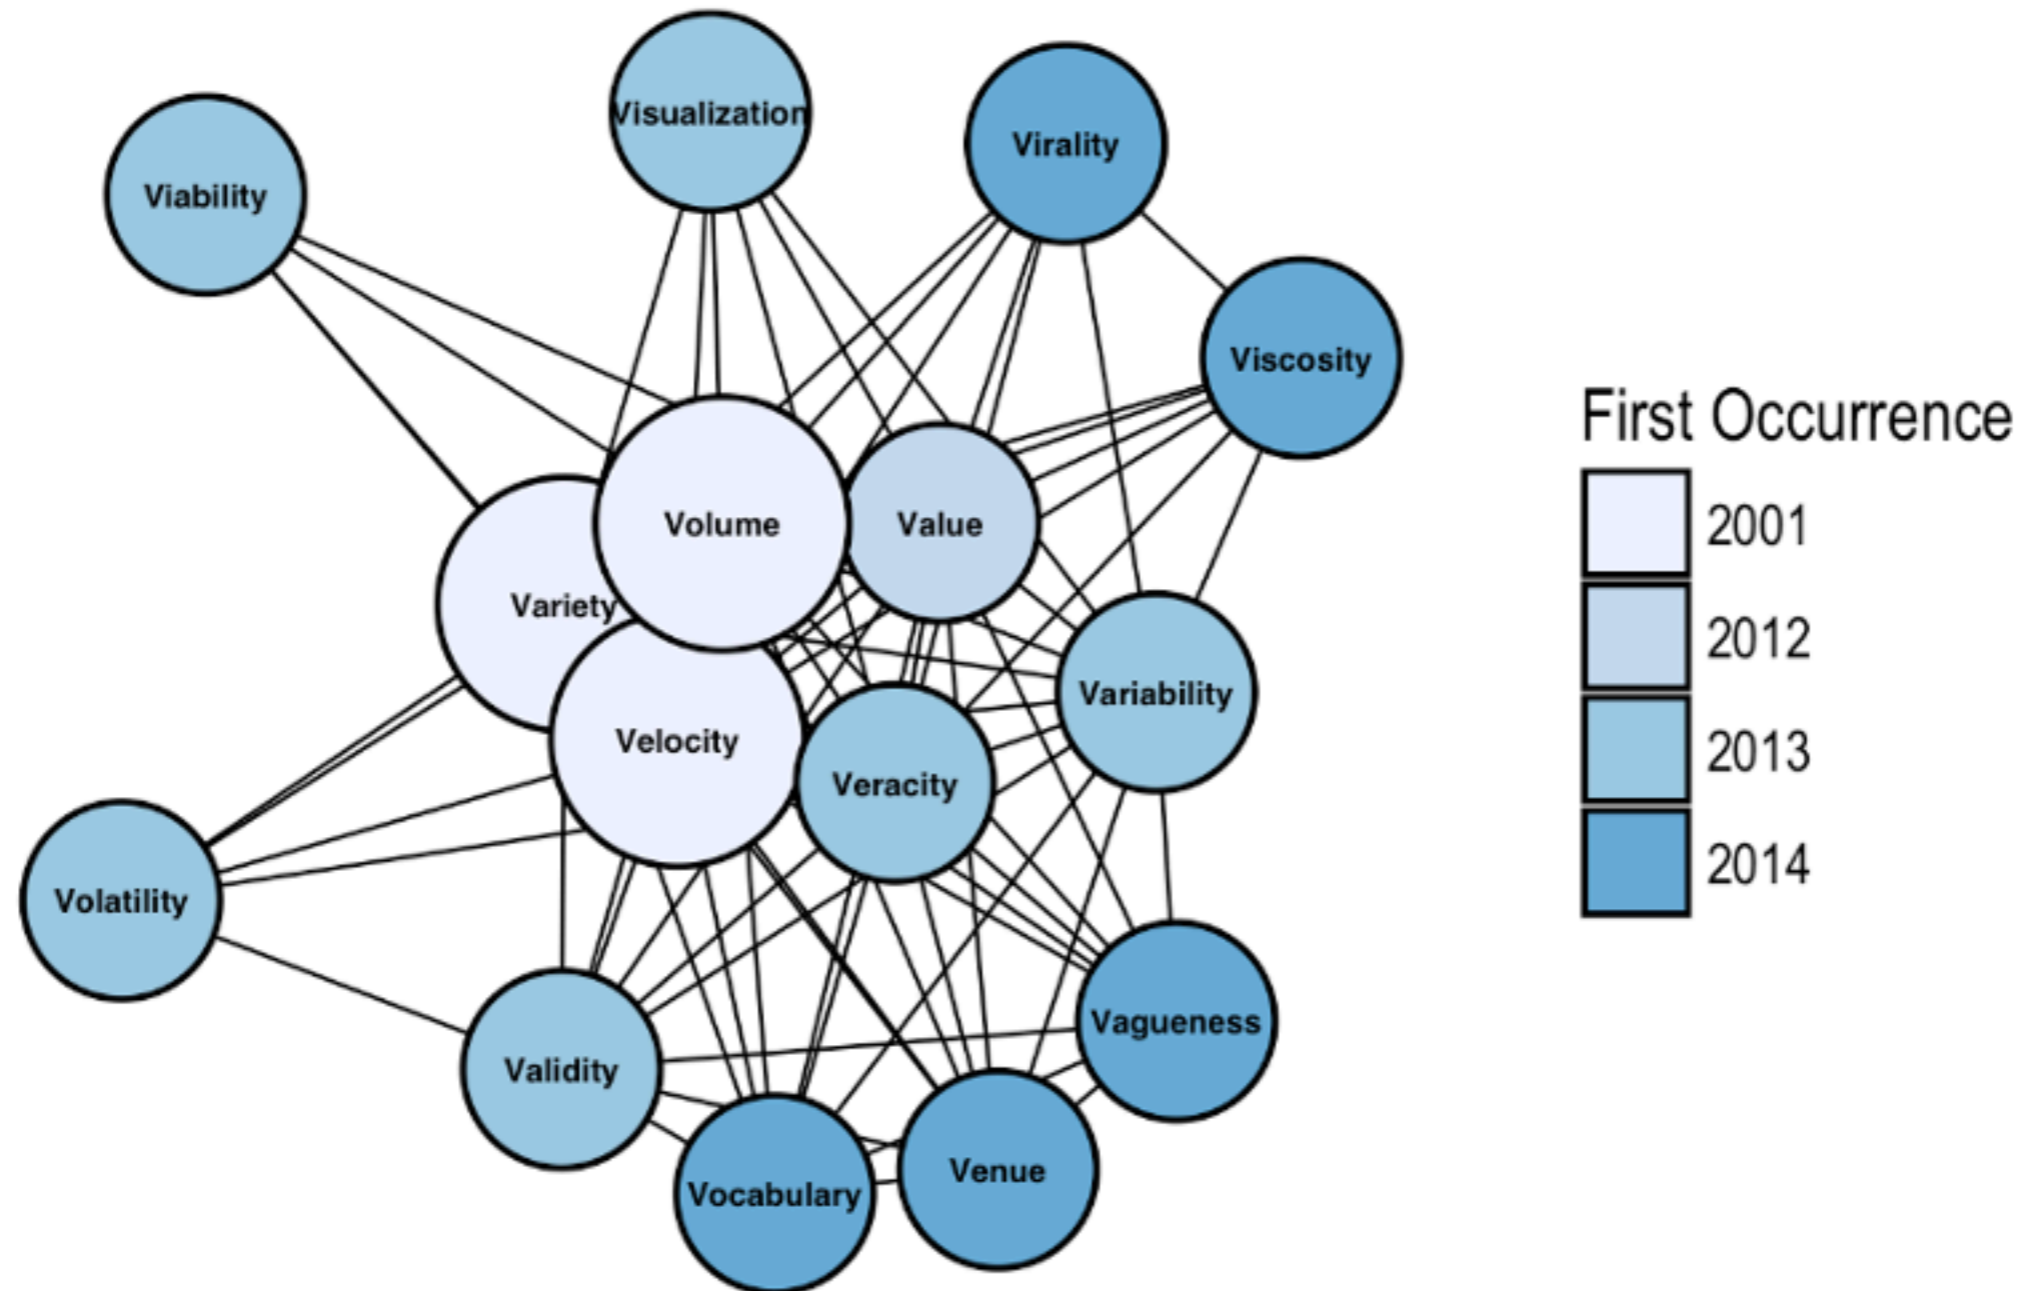 Visualization
Virality
Viability
Viscosity
Volume
Value
Variety
Variability
Velocity
Veracity
Volatility
Vagueness
Validity
Venue
Vocabulary
First Occurrence
2001
2012
2013
2014